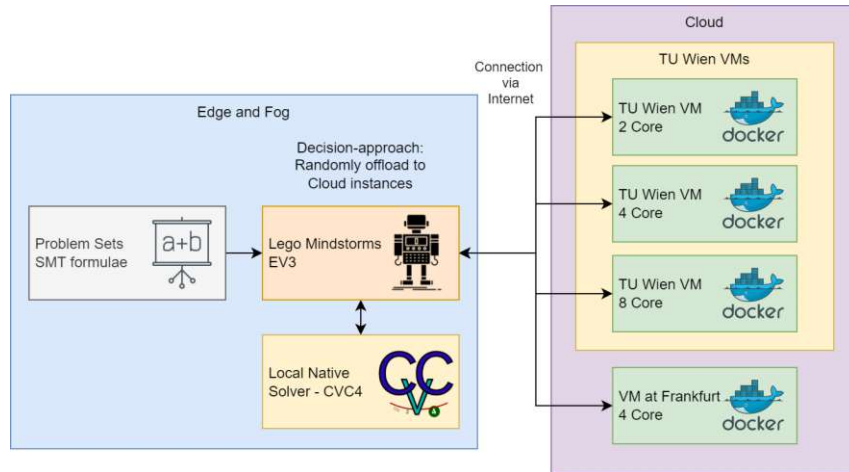 Cloud
TU Wien VMs
Connection
via
Internet
TU Wien VM
2 Core
docker
Edge and Fog
Decision-approach:
Randomly offload to
Cloud instances
TU Wien VM
4 Core
docker
Problem Sets
SMT formulae
a+b
Lego Mindstorms
EV3
TU Wien VM
8 Core
docker
Local Native
Solver - CVC4
CVC
4
VM at Frankfurt
4 Core
docker